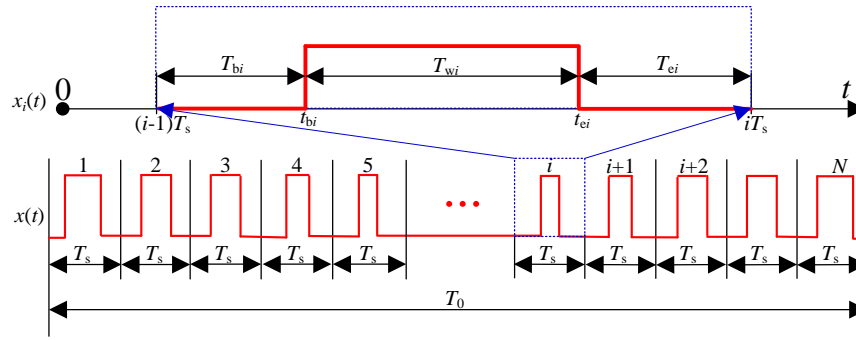 T_bi T_wi T_ei
0 t
x_i(t) (i-1)T_s t_bi t_ei iT_s
1 2 3 4 5 i i+1 i+2 N
x(t) •••
T_s T_s T_s T_s T_s T_s T_s T_s T_s T_s
T_0